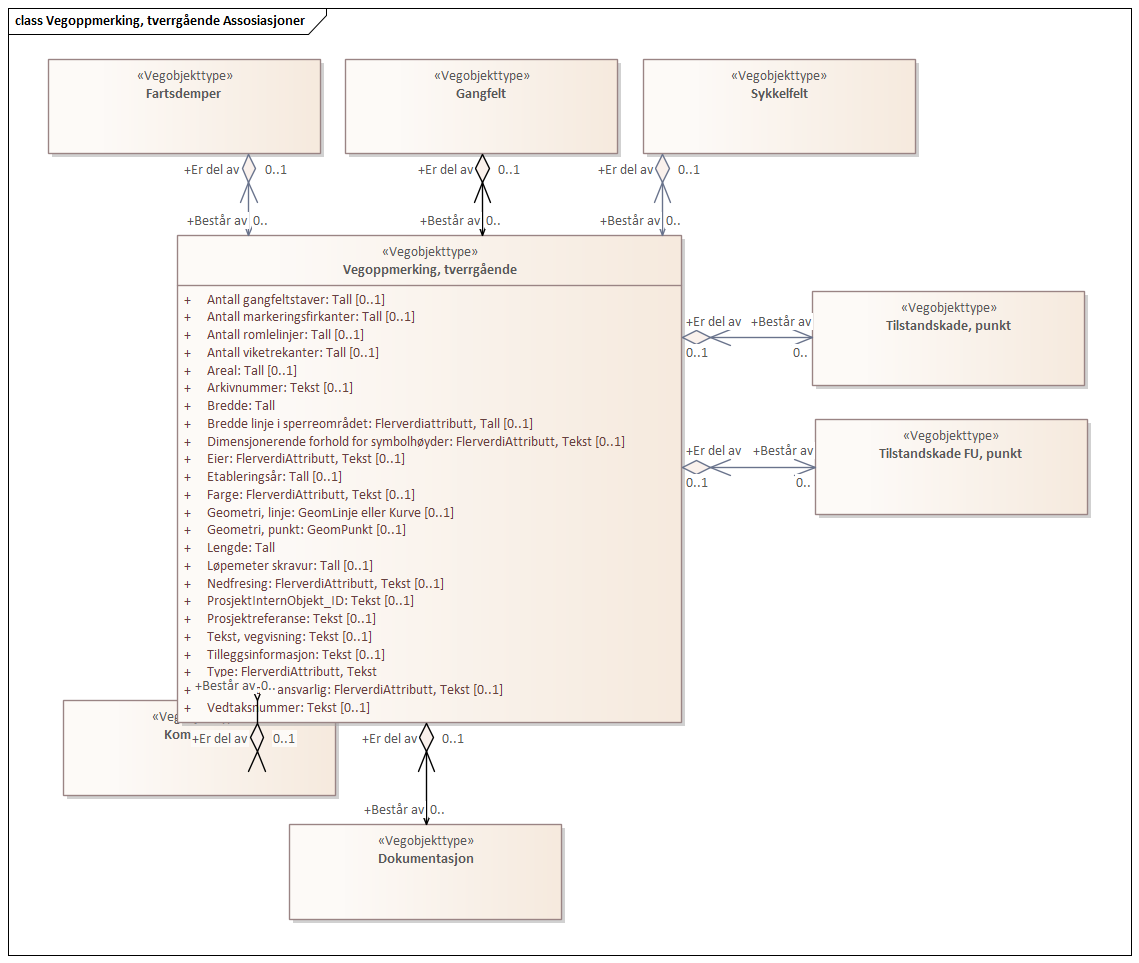 class Vegoppmerking, tverrgående Assosiasjoner
«Vegobjekttype»
Fartsdemper
«Vegobjekttype»
Gangfelt
«Vegobjekttype»
Sykkelfelt
+Er del av 0..1
+Er del av 0..1
+Er del av 0..1
+Består av 0..
+Består av 0..
+Består av 0..
«Vegobjekttype»
Vegoppmerking, tverrgående
+ Antall gangfeltstaver: Tall [0..1]
+ Antall markeringsfirkanter: Tall [0..1]
+ Antall romlelinjer: Tall [0..1]
+ Antall viketrekanter: Tall [0..1]
+ Areal: Tall [0..1]
+ Arkivnummer: Tekst [0..1]
+ Bredde: Tall
+ Bredde linje i sperreområdet: Flerverdiattributt, Tall [0..1]
+ Dimensjonerende forhold for symbolhøyder: FlerverdiAttributt, Tekst [0..1]
+ Eier: FlerverdiAttributt, Tekst [0..1]
+ Etableringsår: Tall [0..1]
+ Farge: FlerverdiAttributt, Tekst [0..1]
+ Geometri, linje: GeomLinje eller Kurve [0..1]
+ Geometri, punkt: GeomPunkt [0..1]
+ Lengde: Tall
+ Løpemeter skravur: Tall [0..1]
+ Nedfresing: FlerverdiAttributt, Tekst [0..1]
+ ProsjektInternObjekt_ID: Tekst [0..1]
+ Prosjektreferanse: Tekst [0..1]
+ Tekst, vegvisning: Tekst [0..1]
+ Tilleggsinformasjon: Tekst [0..1]
+ Type: FlerverdiAttributt, Tekst
+ ansvarlig: FlerverdiAttributt, Tekst [0..1]
+ Vedtaksnummer: Tekst [0..1]
+Er del av +Består av
0..1 0..
«Vegobjekttype»
Tilstandskade, punkt
+Er del av +Består av
0..1 0..
«Vegobjekttype»
Tilstandskade FU, punkt
+Består av 0..
«Veg
Kom
+Er del av 0..1
+Er del av 0..1
+Består av 0..
«Vegobjekttype»
Dokumentasjon